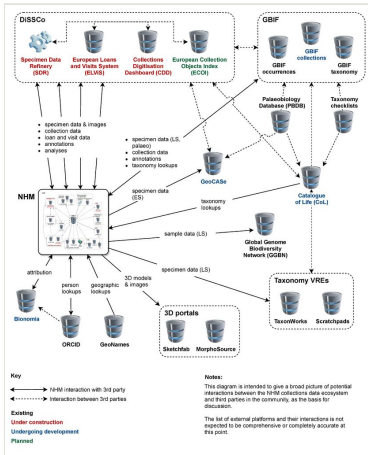 DiSSCo
Specimen Data
Refinery
(SDR)
European Loans
and Visits System
(ELViS)
Collections
Digitisation
Dashboard (CDD)
European Collection
Objects Index
(ECOI)
GBIF
GBIF
occurrences
GBIF
collections
GBIF
taxonomy
Palaeobiology
Database (PBDB)
Taxonomy
checklists
• specimen data & images
• collection data
• loan and visit data
• annotations
• analyses
• specimen data (LS,
palaeo)
• collection data
• annotations
• taxonomy lookups
GeoCASe
Catalogue
of Life (CoL)
specimen data
(ES)
taxonomy
lookups
NHM
sample data (LS)
Global Genome
Biodiversity
Network (GGBN)
attribution
person
lookups
geographic
lookups
3D models
& images
specimen data (LS)
Bionomia
ORCID
GeoNames
3D portals
Sketchfab
MorphoSource
Taxonomy VREs
TaxonWorks
Scratchpads
Key
NHM interaction with 3rd party
Interaction between 3rd parties
Existing
Under construction
Undergoing development
Planned
Notes:
This diagram is intended to give a broad picture of potential
interactions between the NHM collections data ecosystem
and third parties in the community, as the basis for
discussion.
The list of external platforms and their interactions is not
expected to be comprehensive or completely accurate at
this point.